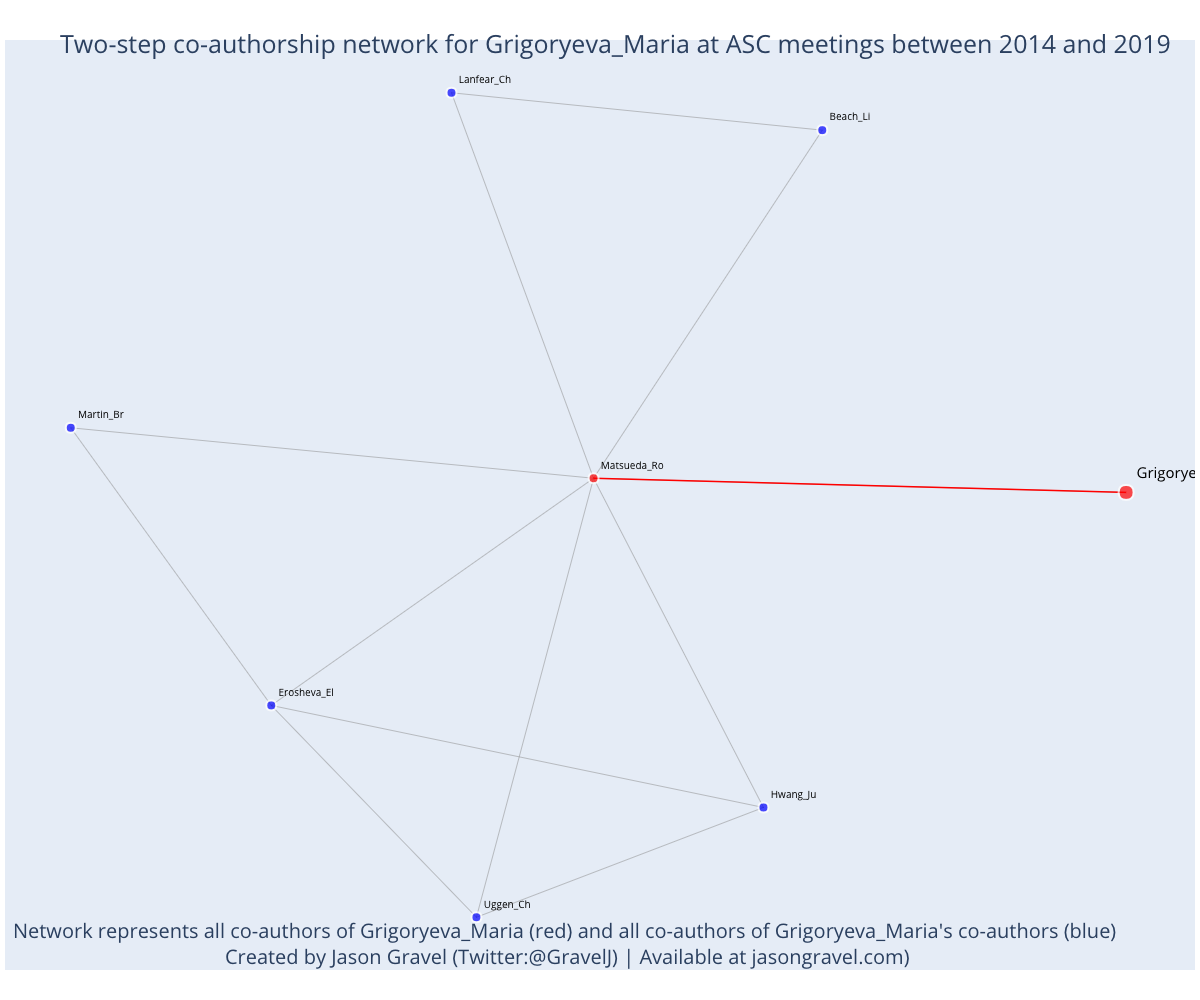 Two-step co-authorship network for Grigoryeva_Maria at ASC meetings between 2014 and 2019
Lanfear_Ch
Beach_Li
Martin_Br
Matsueda_Ro
Grigorye
Erosheva_El
Hwang_Ju
Uggen_Ch
Network represents all co-authors of Grigoryeva_Maria (red) and all co-authors of Grigoryeva_Maria's co-authors (blue)
Created by Jason Gravel (Twitter:@GravelJ) | Available at jasongravel.com)